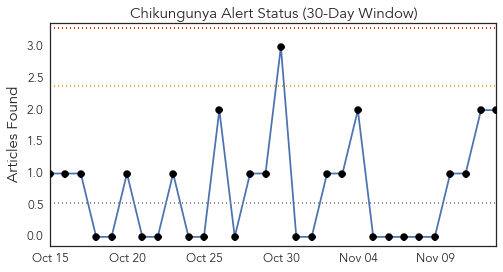 Chikungunya Alert Status (30-Day Window)
Articles Found
3.0
2.5
2.0
1.5
1.0
0.5
0.0
Oct 15 Oct 20 Oct 25 Oct 30 Nov 04 Nov 09